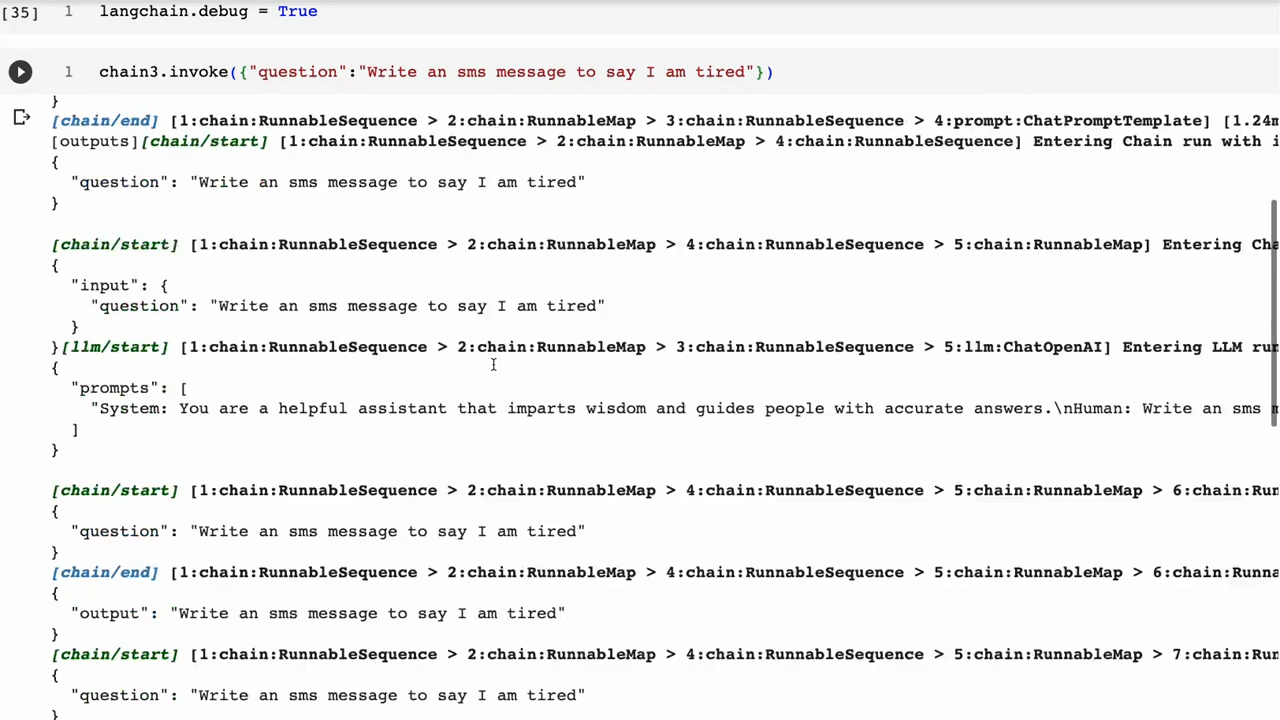 [35] 1 langchain.debug = True
1 chain3.invoke({"question":"Write an sms message to say I am tired"})
}
[chain/end] [1:chain:RunnableSequence > 2:chain:RunnableMap > 3:chain:RunnableSequence > 4:prompt:ChatPromptTemplate] [1.24m
[outputs][chain/start] [1:chain:RunnableSequence > 2:chain:RunnableMap > 4:chain:RunnableSequence] Entering Chain run with i
{
"question": "Write an sms message to say I am tired"
}
[chain/start] [1:chain:RunnableSequence > 2:chain:RunnableMap > 4:chain:RunnableSequence > 5:chain:RunnableMap] Entering Cha
{
"input": {
"question": "Write an sms message to say I am tired"
}
}[llm/start] [1:chain:RunnableSequence > 2:chain:RunnableMap > 3:chain:RunnableSequence > 5:llm:ChatOpenAI] Entering LLM run
{
"prompts": [
"System: You are a helpful assistant that imparts wisdom and guides people with accurate answers.\nHuman: Write an sms m
]
}
[chain/start] [1:chain:RunnableSequence > 2:chain:RunnableMap > 4:chain:RunnableSequence > 5:chain:RunnableMap > 6:chain:Run
{
"question": "Write an sms message to say I am tired"
}
[chain/end] [1:chain:RunnableSequence > 2:chain:RunnableMap > 4:chain:RunnableSequence > 5:chain:RunnableMap > 6:chain:Runna
{
"output": "Write an sms message to say I am tired"
}
[chain/start] [1:chain:RunnableSequence > 2:chain:RunnableMap > 4:chain:RunnableSequence > 5:chain:RunnableMap > 7:chain:Run
{
"question": "Write an sms message to say I am tired"
}